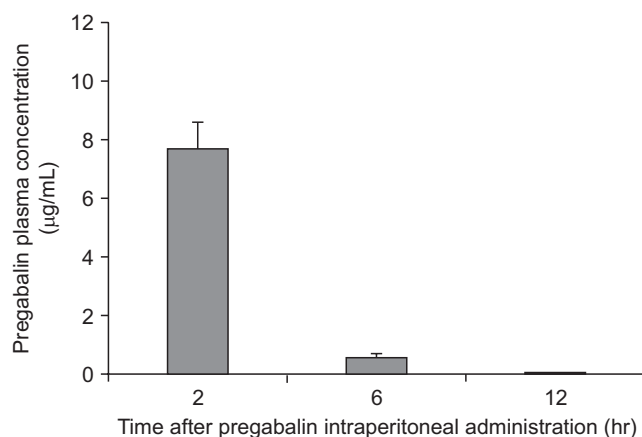 Pregabalin plasma concentration
(μg/mL)
12
10
8
6
4
2
0
2 6 12
Time after pregabalin intraperitoneal administration (hr)